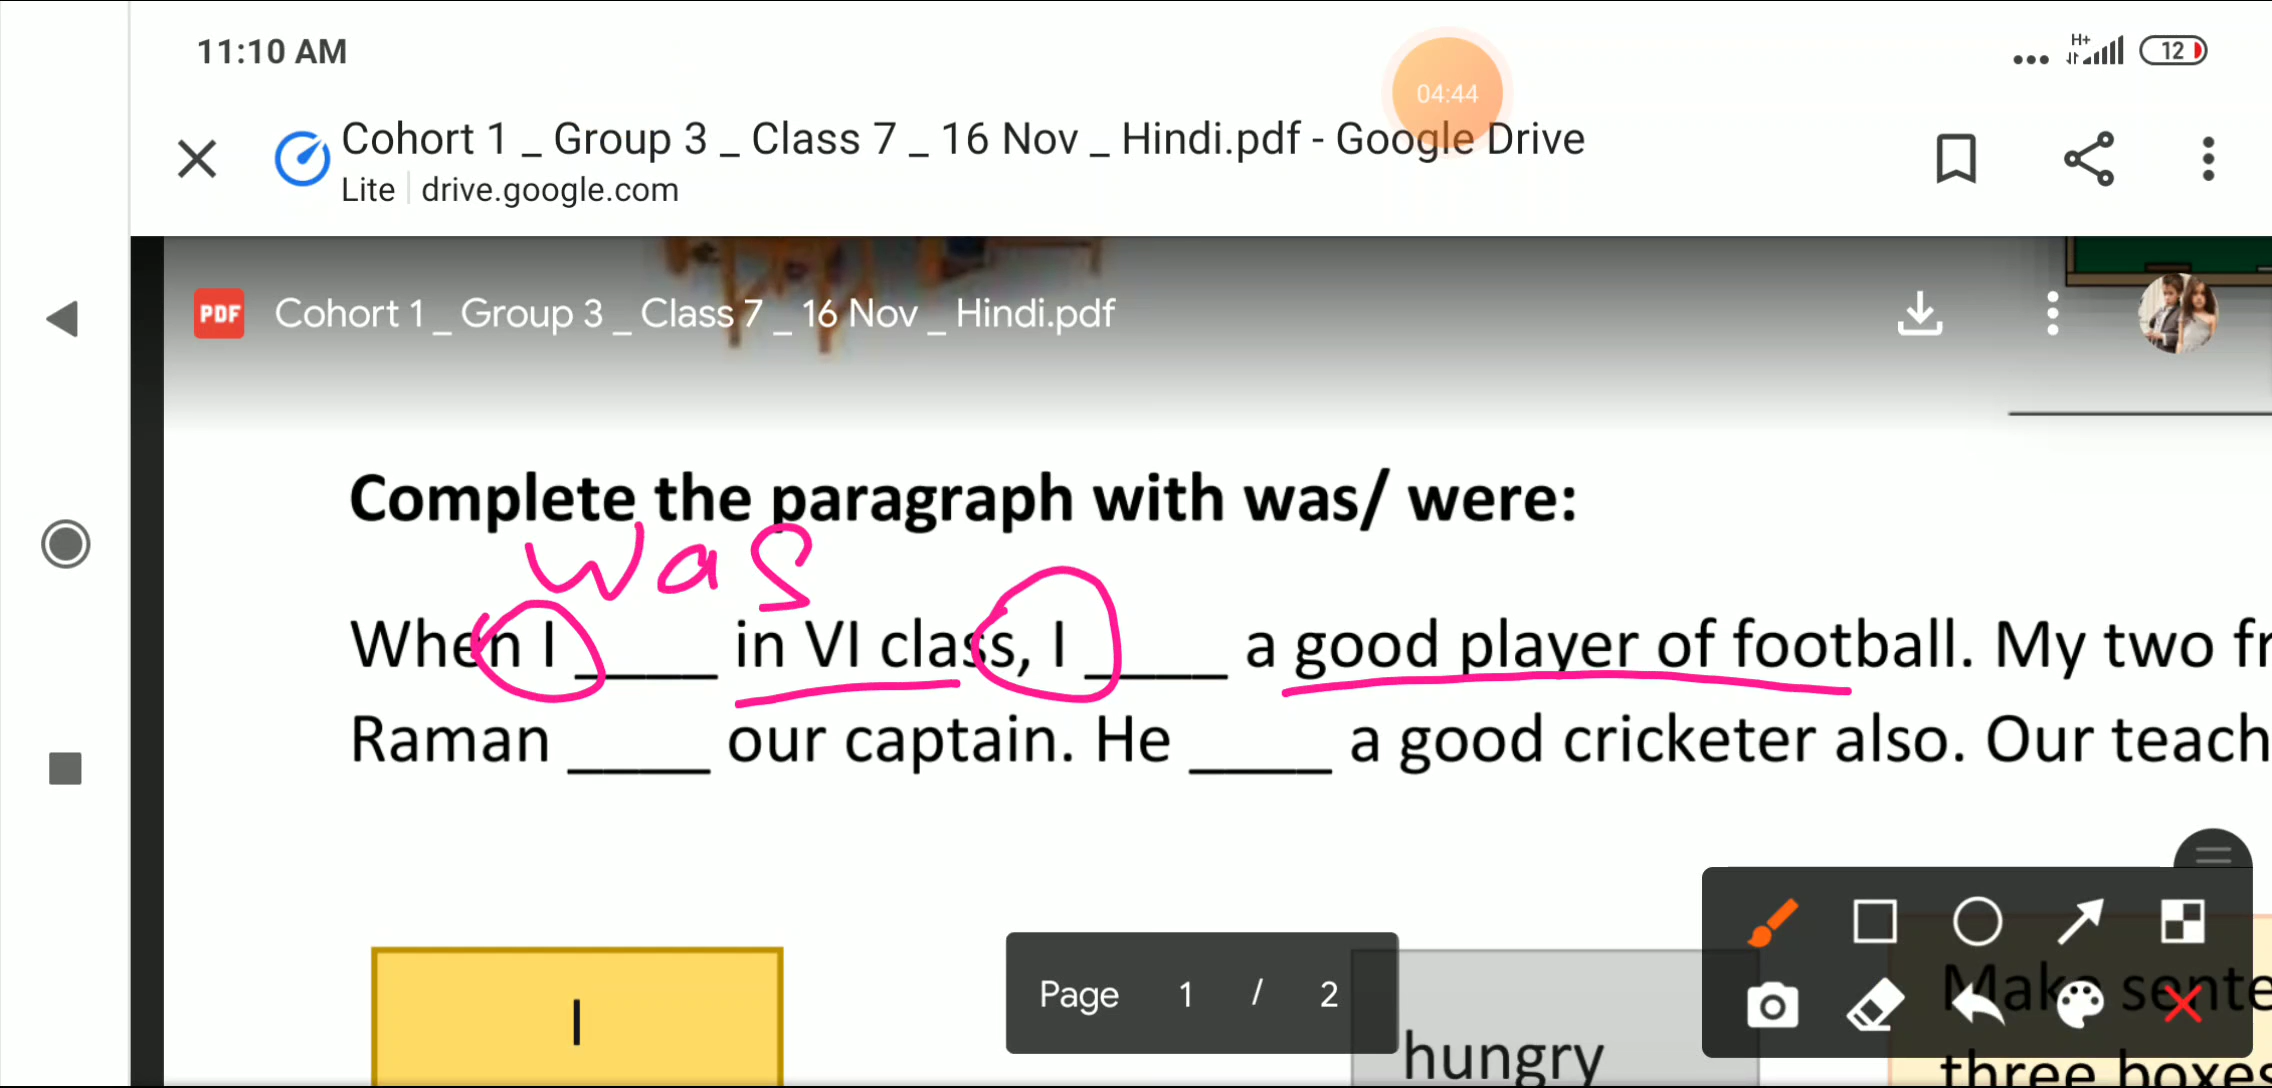 11:10 AM
04:44
H+
12
Cohort 1 _ Group 3 _ Class 7 _ 16 Nov _ Hindi.pdf - Google Drive
Lite drive.google.com
PDF Cohort 1 _ Group 3 _ Class 7 _ 16 Nov _ Hindi.pdf
Complete the paragraph with was/ were:
was
When I ____ in VI class, I ____ a good player of football. My two fr
Raman ____ our captain. He ____ a good cricketer also. Our teach
I
Page 1 / 2
hungry
Make sente
three boxes